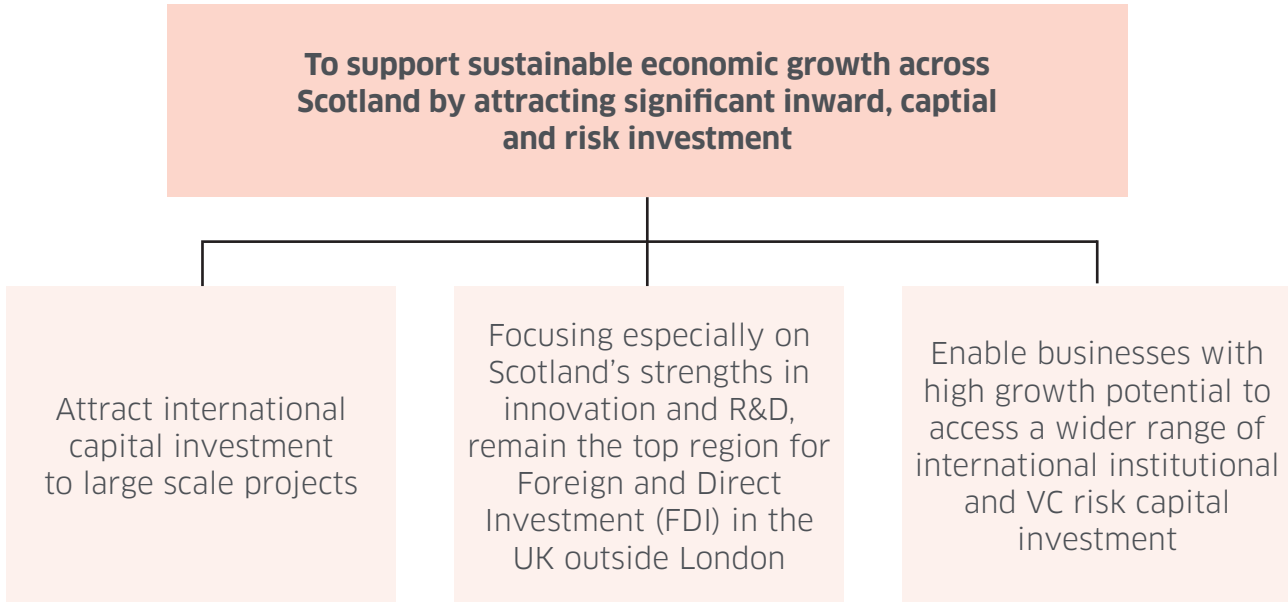 To support sustainable economic growth across
Scotland by attracting significant inward, captial
and risk investment
Attract international
capital investment
to large scale projects
Focusing especially on
Scotland’s strengths in
innovation and R&D,
remain the top region for
Foreign and Direct
Investment (FDI) in the
UK outside London
Enable businesses with
high growth potential to
access a wider range of
international institutional
and VC risk capital
investment